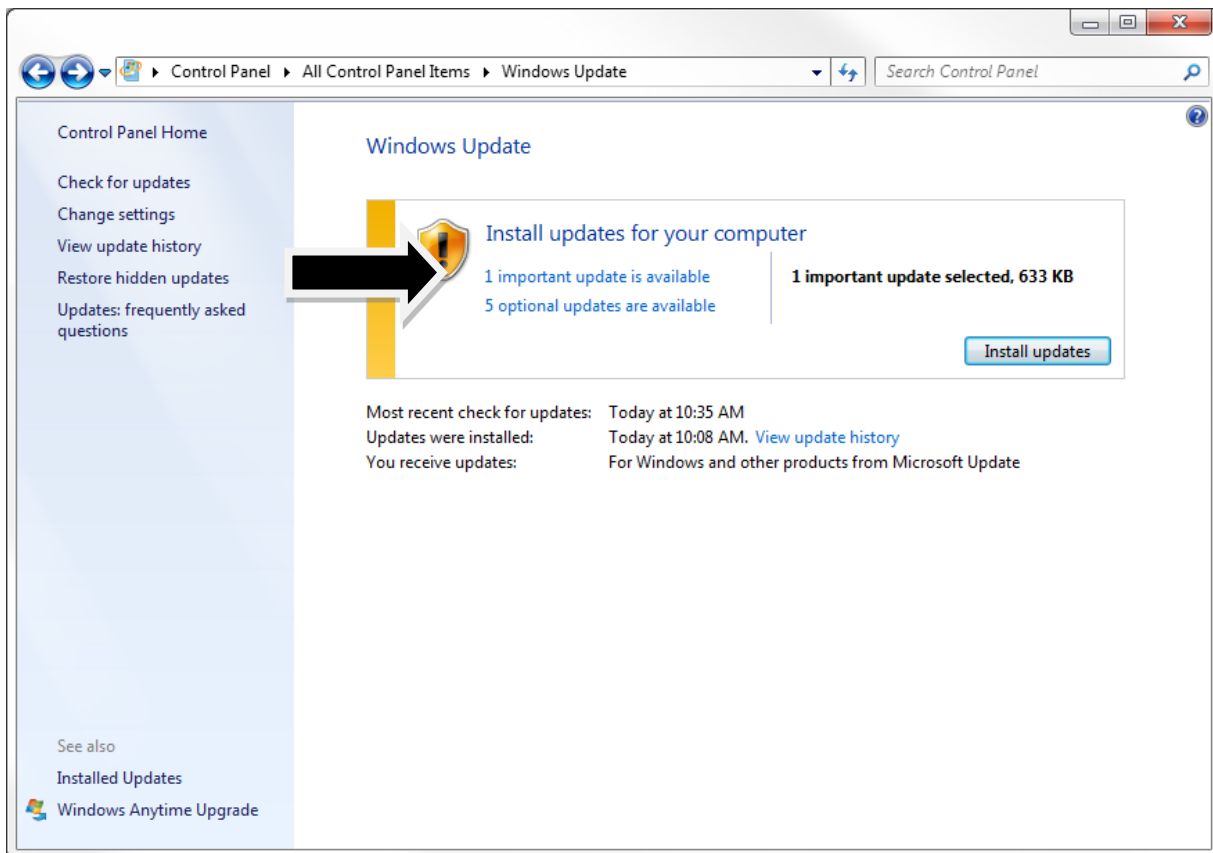 Control Panel ▸ All Control Panel Items ▸ Windows Update
Search Control Panel
Control Panel Home
Check for updates
Change settings
View update history
Restore hidden updates
Updates: frequently asked
questions
See also
Installed Updates
Windows Anytime Upgrade
Windows Update
Install updates for your computer
1 important update is available
5 optional updates are available
1 important update selected, 633 KB
Install updates
Most recent check for updates: Today at 10:35 AM
Updates were installed: Today at 10:08 AM. View update history
You receive updates: For Windows and other products from Microsoft Update